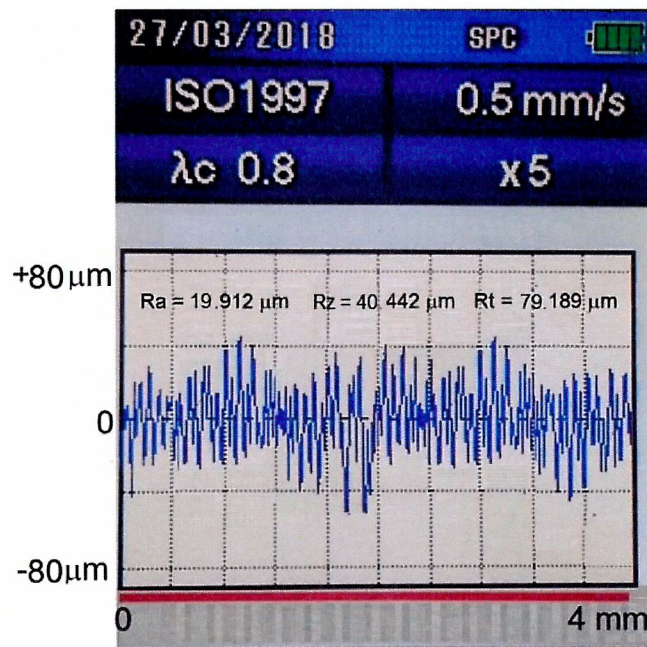 27/03/2018 SPC
ISO1997 0.5 mm/s
λc 0.8 x5
+80 µm
Ra = 19.912 µm Rz = 40.442 µm Rt = 79.189 µm
0
-80µm
0 4 mm